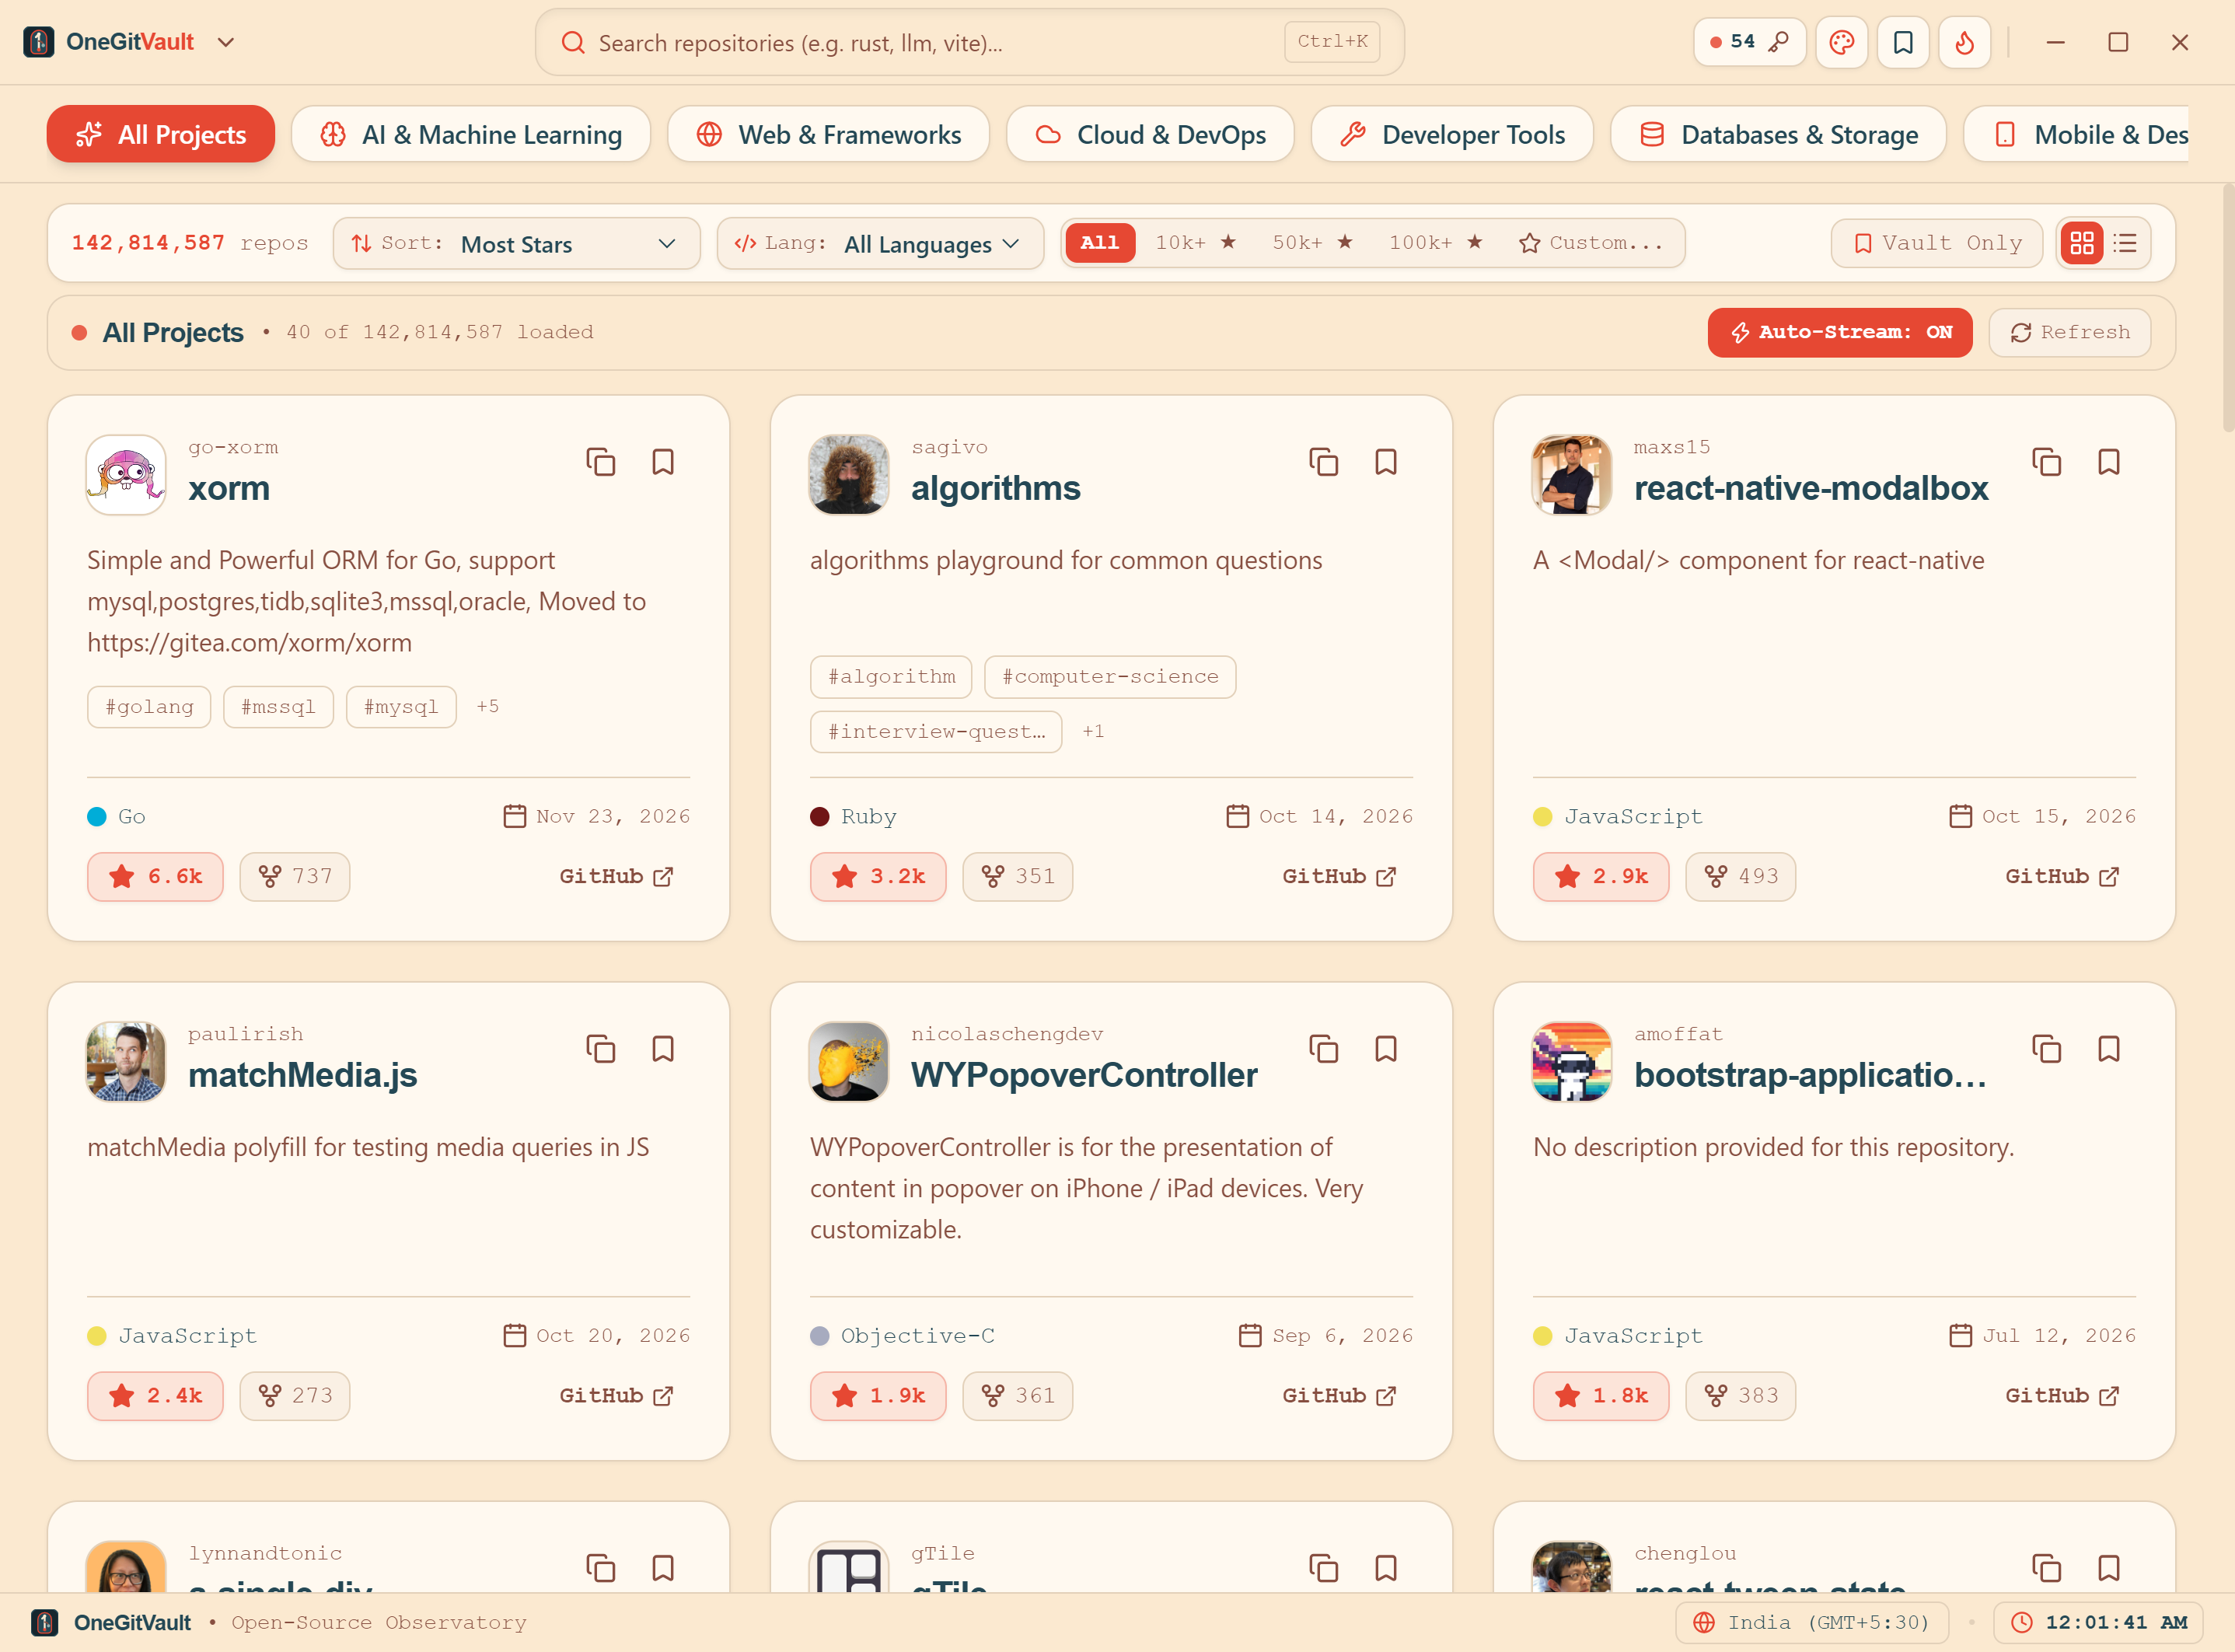 OneGitVault
Search repositories (e.g. rust, llm, vite)...
Ctrl+K
54
All Projects
AI & Machine Learning
Web & Frameworks
Cloud & DevOps
Developer Tools
Databases & Storage
Mobile & Des
142,814,587 repos
Sort: Most Stars
Lang: All Languages
All
10k+ ★
50k+ ★
100k+ ★
Custom...
Vault Only
All Projects • 40 of 142,814,587 loaded
Auto-Stream: ON
Refresh
go-xorm
xorm
Simple and Powerful ORM for Go, support
mysql,postgres,tidb,sqlite3,mssql,oracle, Moved to
https://gitea.com/xorm/xorm
#golang
#mssql
#mysql
+5
Go
Nov 23, 2026
6.6k
737
GitHub
sagivo
algorithms
algorithms playground for common questions
#algorithm
#computer-science
#interview-quest…
+1
Ruby
Oct 14, 2026
3.2k
351
GitHub
maxs15
react-native-modalbox
A <Modal/> component for react-native
JavaScript
Oct 15, 2026
2.9k
493
GitHub
paulirish
matchMedia.js
matchMedia polyfill for testing media queries in JS
JavaScript
Oct 20, 2026
2.4k
273
GitHub
nicolaschengdev
WYPopoverController
WYPopoverController is for the presentation of
content in popover on iPhone / iPad devices. Very
customizable.
Objective-C
Sep 6, 2026
1.9k
361
GitHub
amoffat
bootstrap-applicatio…
No description provided for this repository.
JavaScript
Jul 12, 2026
1.8k
383
GitHub
lynnandtonic
a-single-div
gTile
gTile
chenglou
react-tween-state
OneGitVault • Open-Source Observatory
India (GMT+5:30)
12:01:41 AM